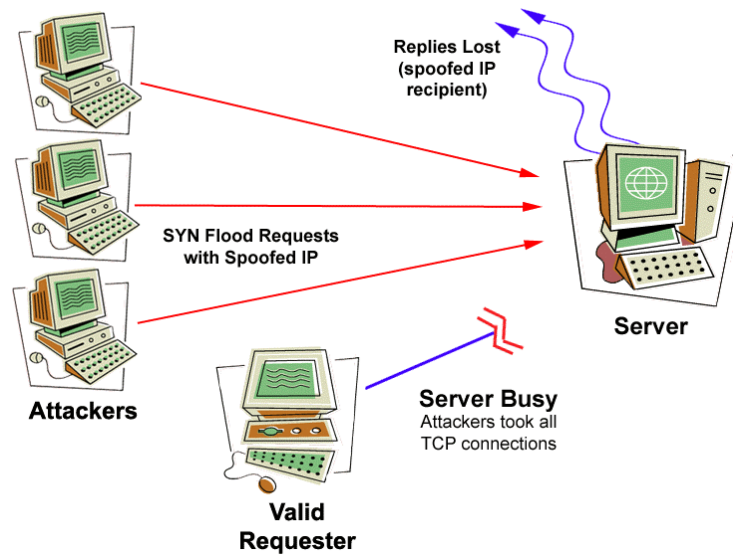 Replies Lost
(spoofed IP
recipient)
SYN Flood Requests
with Spoofed IP
Server
Attackers
Server Busy
Attackers took all
TCP connections
Valid
Requester